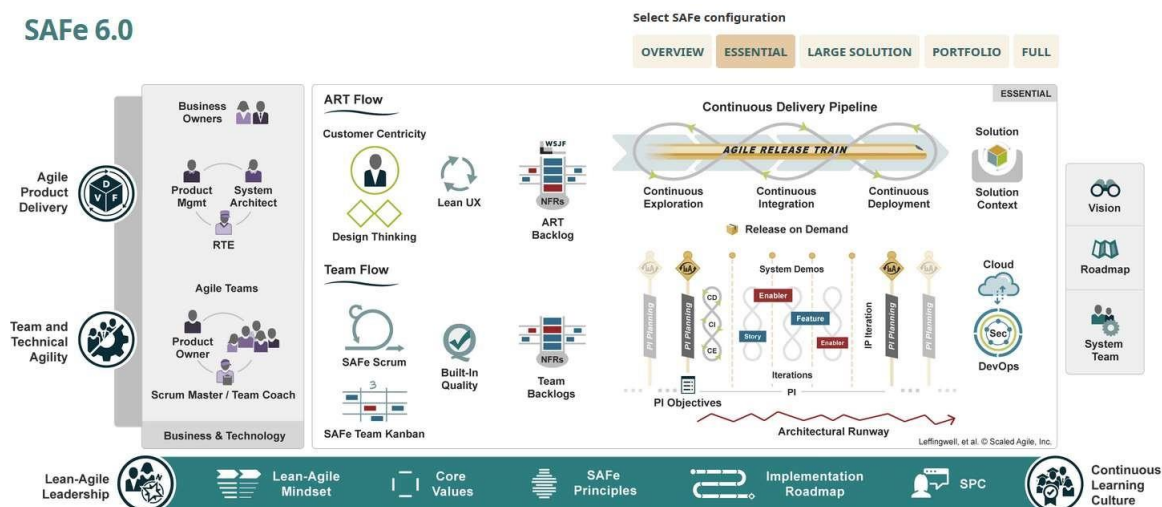 SAFe 6.0
Select SAFe configuration
OVERVIEW
ESSENTIAL
LARGE SOLUTION
PORTFOLIO
FULL
Agile
Product
Delivery
D
V
F
Team and
Technical
Agility
Business
Owners
Product
Mgmt
System
Architect
RTE
Agile Teams
Product
Owner
Scrum Master / Team Coach
Business & Technology
ESSENTIAL
ART Flow
Customer Centricity
Design Thinking
Lean UX
WSJF
NFRs
ART
Backlog
Continuous Delivery Pipeline
AGILE RELEASE TRAIN
Continuous
Exploration
Continuous
Integration
Continuous
Deployment
Solution
Solution
Context
Release on Demand
Team Flow
SAFe Scrum
3
SAFe Team Kanban
Built-In
Quality
NFRs
Team
Backlogs
PI Planning
PI Planning
CD
CI
CE
System Demos
Enabler
Story
Feature
Enabler
Iterations
IP Iteration
PI Planning
PI Planning
PI
PI Objectives
Architectural Runway
Cloud
Sec
DevOps
Leffingwell, et al. © Scaled Agile, Inc.
Vision
Roadmap
System
Team
Lean-Agile
Leadership
Lean-Agile
Mindset
Core
Values
SAFe
Principles
Implementation
Roadmap
SPC
Continuous
Learning
Culture